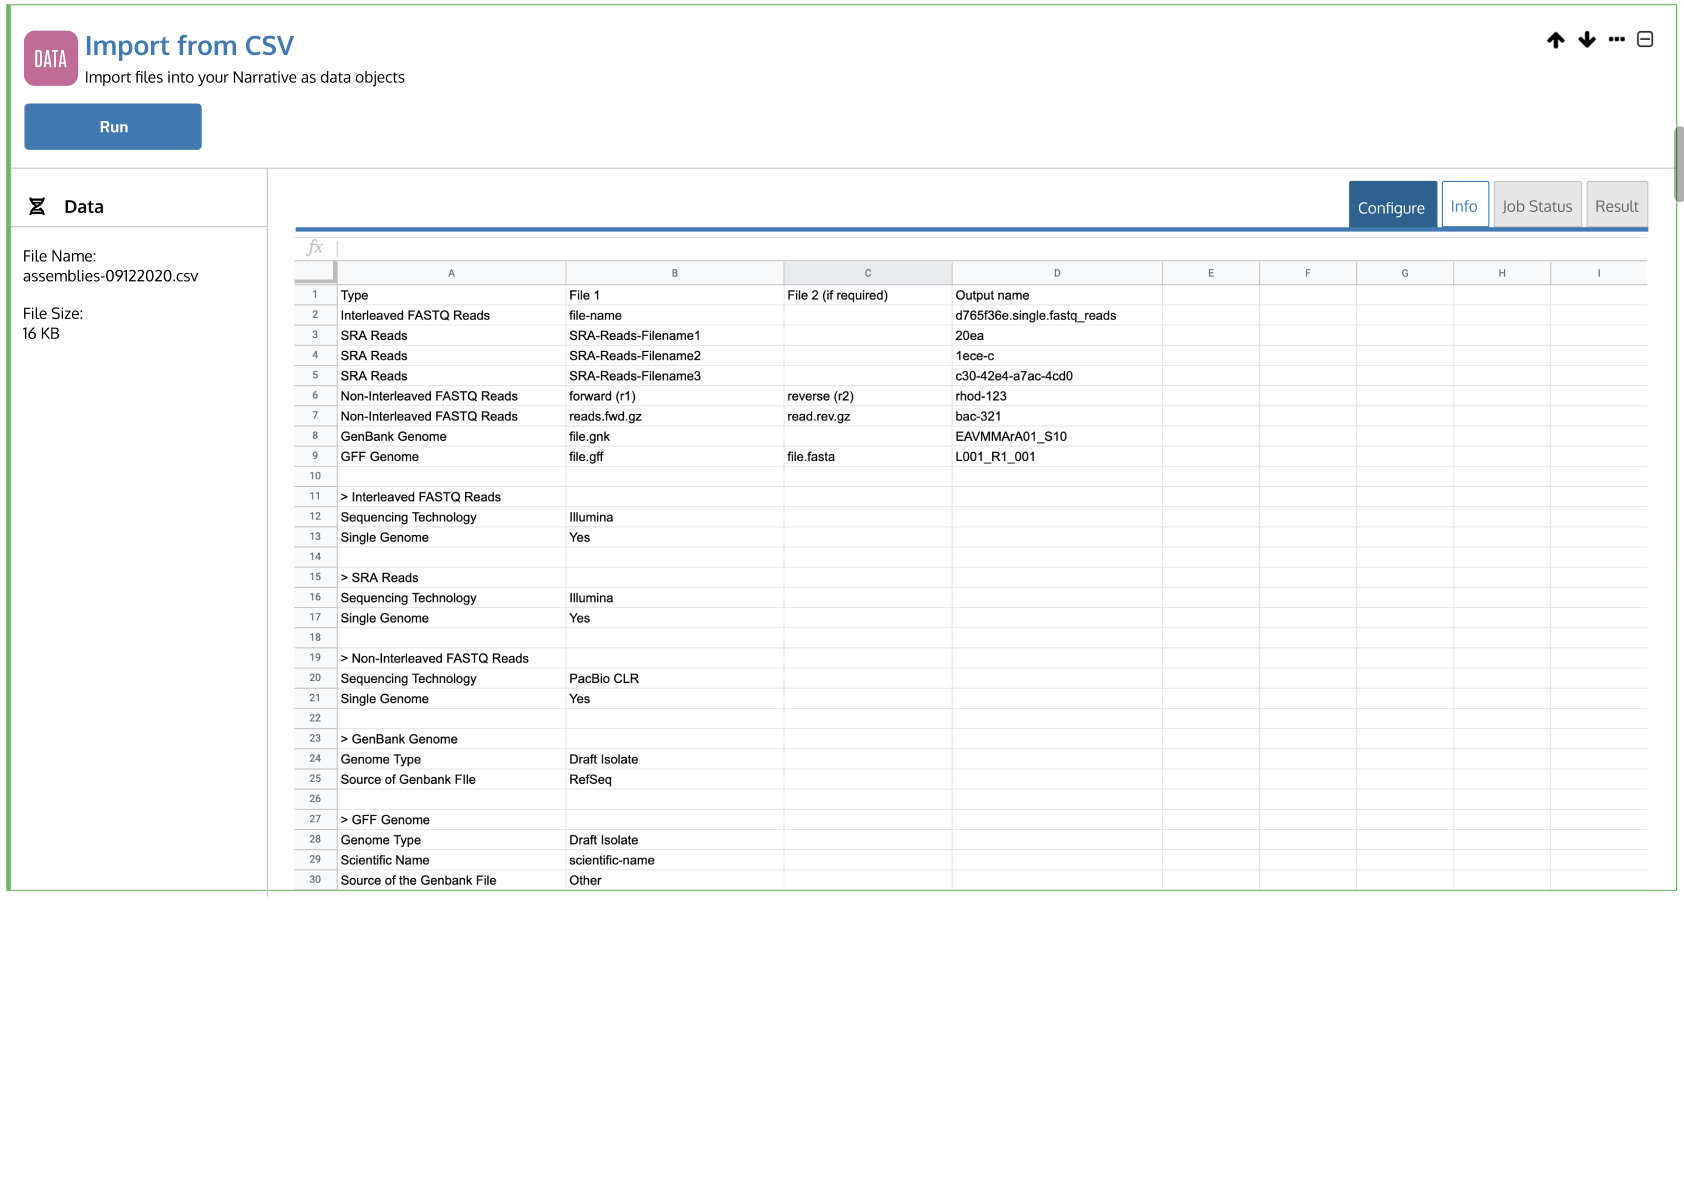 DATA
Import from CSV
Import files into your Narrative as data objects
Run
Data
File Name:
assemblies-09122020.csv
File Size:
16 KB
Configure Info Job Status Result
fx
A B C D E F G H I
1 Type File 1 File 2 (if required) Output name
2 Interleaved FASTQ Reads file-name d765f36e.single.fastq_reads
3 SRA Reads SRA-Reads-Filename1 20ea
4 SRA Reads SRA-Reads-Filename2 1ece-c
5 SRA Reads SRA-Reads-Filename3 c30-42e4-a7ac-4cd0
6 Non-Interleaved FASTQ Reads forward (r1) reverse (r2) rhod-123
7 Non-Interleaved FASTQ Reads reads.fwd.gz read.rev.gz bac-321
8 GenBank Genome file.gnk EAVMMArA01_S10
9 GFF Genome file.gff file.fasta L001_R1_001
10
11 > Interleaved FASTQ Reads
12 Sequencing Technology Illumina
13 Single Genome Yes
14
15 > SRA Reads
16 Sequencing Technology Illumina
17 Single Genome Yes
18
19 > Non-Interleaved FASTQ Reads
20 Sequencing Technology PacBio CLR
21 Single Genome Yes
22
23 > GenBank Genome
24 Genome Type Draft Isolate
25 Source of Genbank FIle RefSeq
26
27 > GFF Genome
28 Genome Type Draft Isolate
29 Scientific Name scientific-name
30 Source of the Genbank File Other